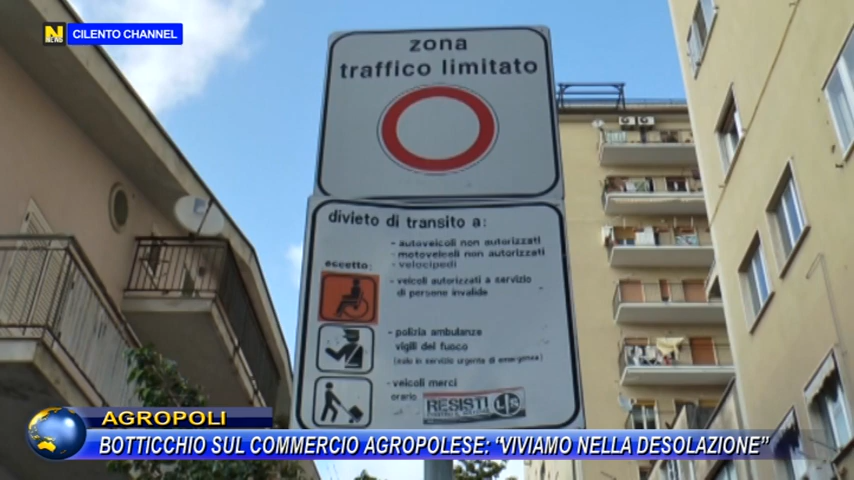 CILENTO CHANNEL
zona
traffico limitato
divieto di transito a:
- autoveicoli non autorizzati
- motoveicoli non autorizzati
- velocipedi
eccetto:
- veicoli autorizzati a servizio
di persone invalide
- polizia ambulanze
vigili del fuoco
(solo in servizio urgente di emergenza)
- veicoli merci
orario
RESISTI
AGROPOLI
BOTTICCHIO SUL COMMERCIO AGROPOLESE: “VIVIAMO NELLA DESOLAZIONE”